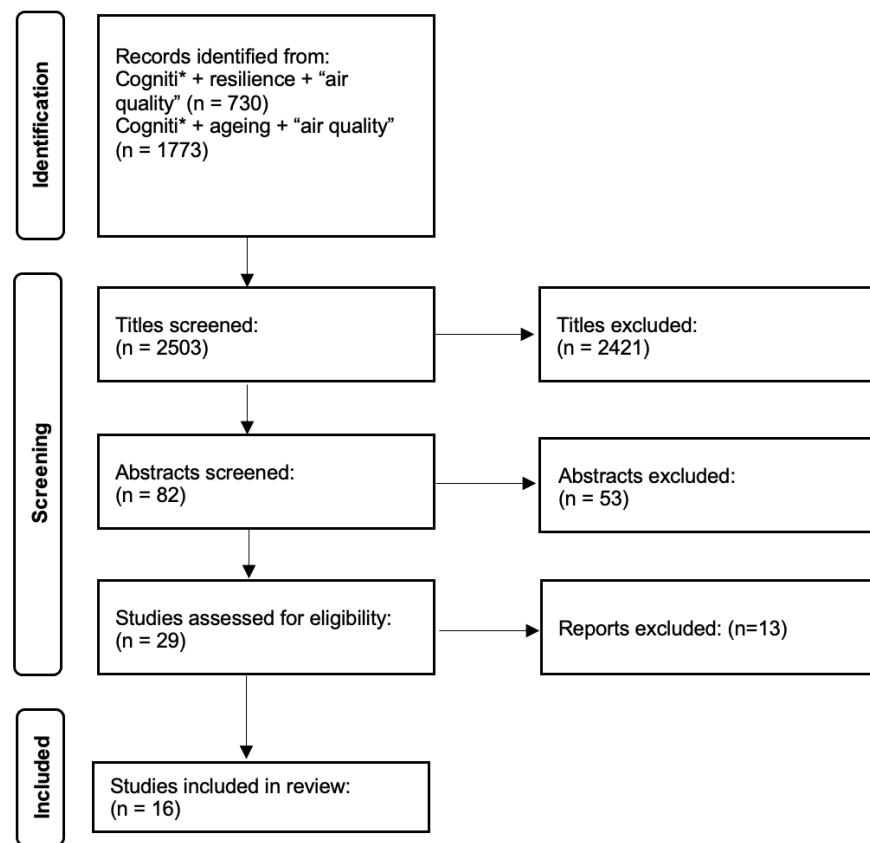 Identification
Records identified from:
Cogniti* + resilience + “air
quality” (n = 730)
Cogniti* + ageing + “air quality”
(n = 1773)
Screening
Titles screened:
(n = 2503)
Titles excluded:
(n = 2421)
Abstracts screened:
(n = 82)
Abstracts excluded:
(n = 53)
Studies assessed for eligibility:
(n = 29)
Reports excluded: (n=13)
Included
Studies included in review:
(n = 16)